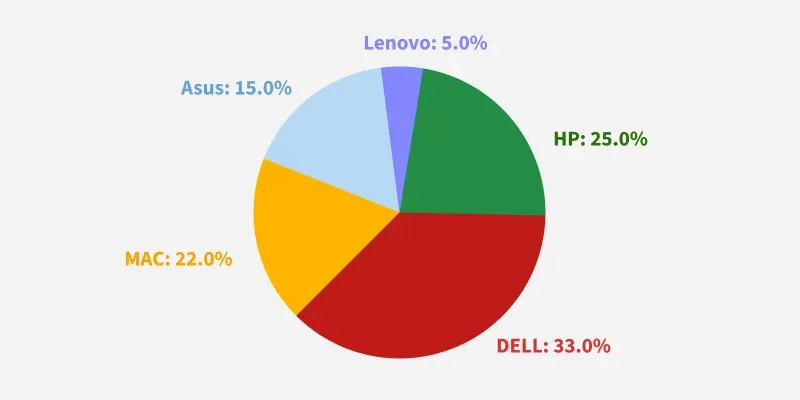 Lenovo: 5.0%
Asus: 15.0%
HP: 25.0%
MAC: 22.0%
DELL: 33.0%